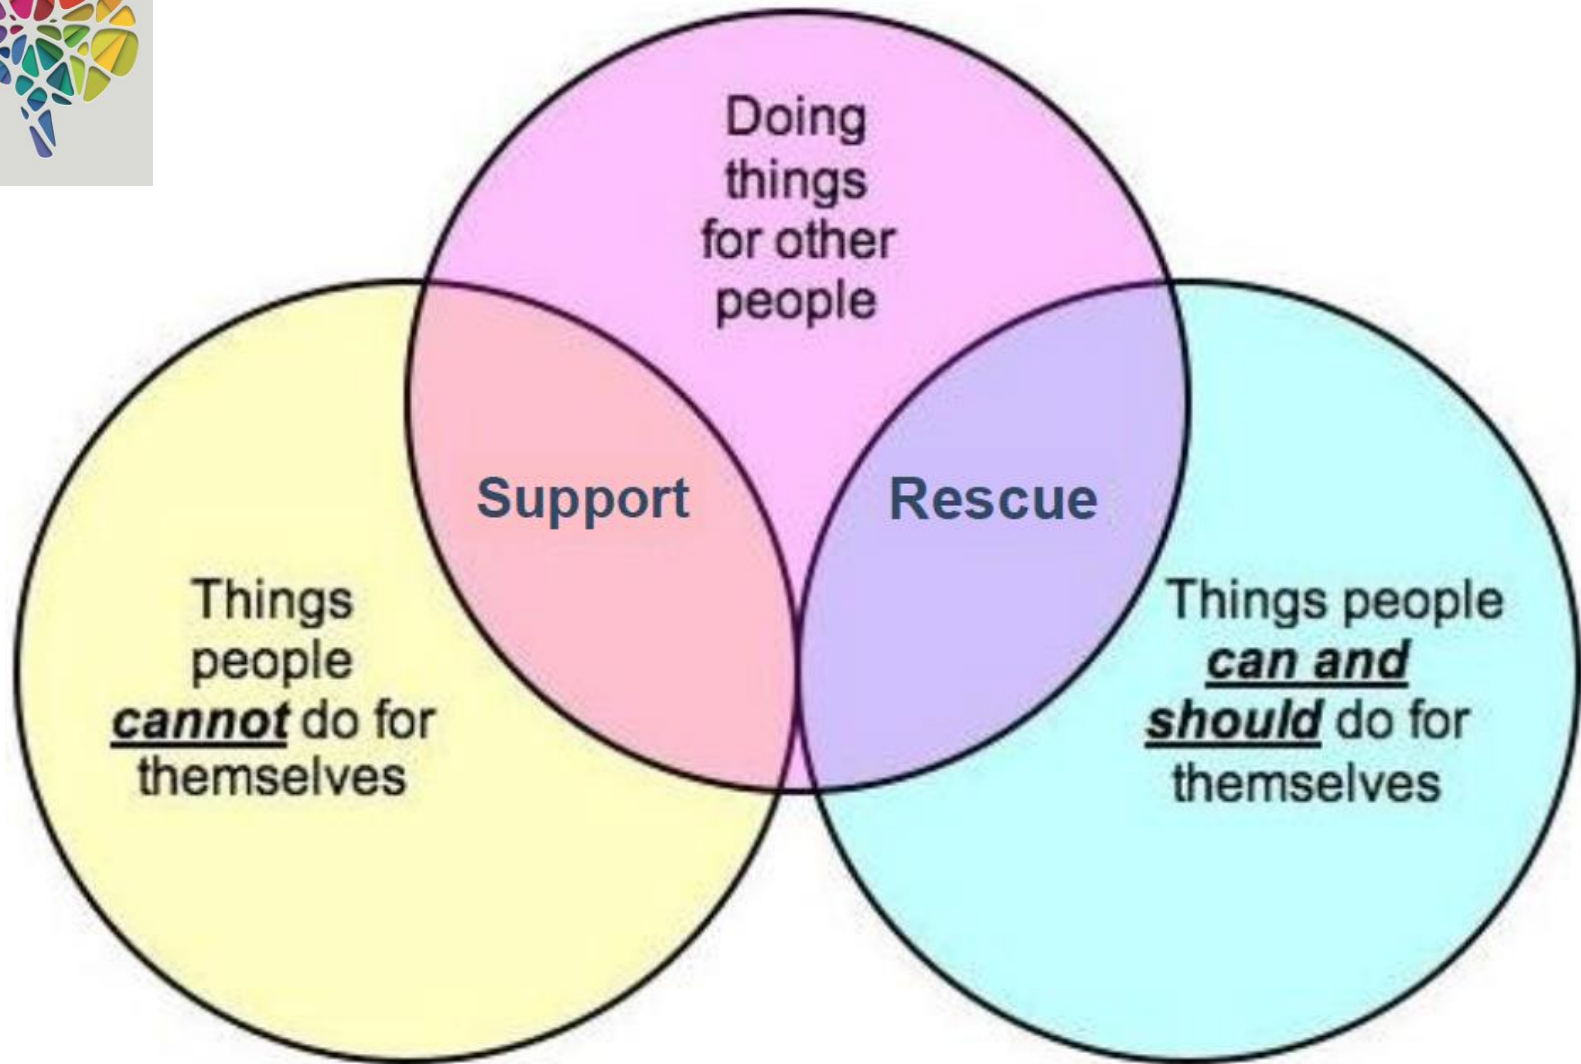 Doing
things
for other
people
Support
Rescue
Things
people
cannot do for
themselves
Things people
can and
should do for
themselves